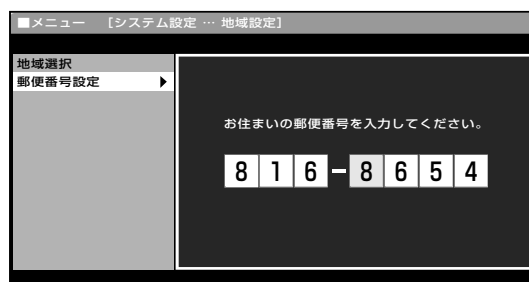 ■メニュー ［システム設定 … 地域設定］
地域選択
郵便番号設定
お住まいの郵便番号を入力してください。
816-8654